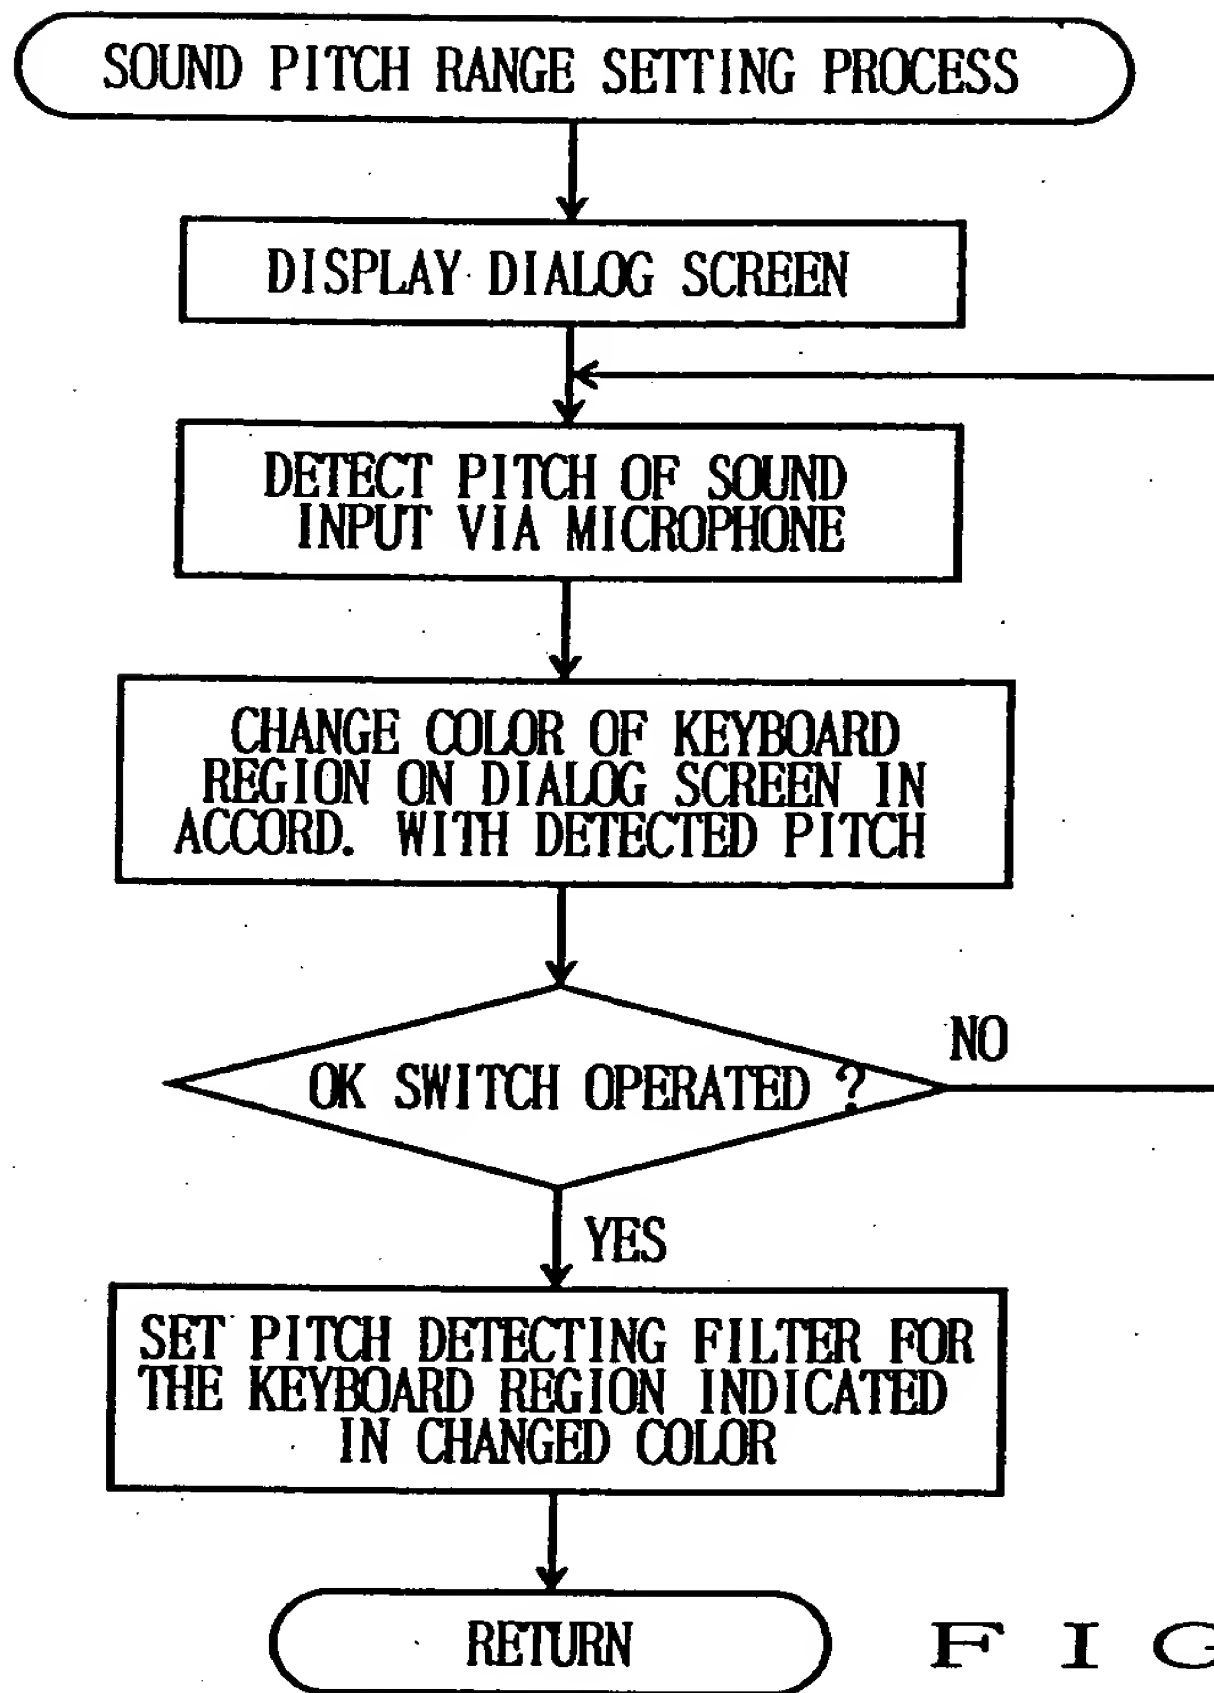 SOUND PITCH RANGE SETTING PROCESS
DISPLAY DIALOG SCREEN
DETECT PITCH OF SOUND
INPUT VIA MICROPHONE
CHANGE COLOR OF KEYBOARD
REGION ON DIALOG SCREEN IN
ACCORD. WITH DETECTED PITCH
NO
OK SWITCH OPERATED ?
YES
SET PITCH DETECTING FILTER FOR
THE KEYBOARD REGION INDICATED
IN CHANGED COLOR
RETURN
FIG